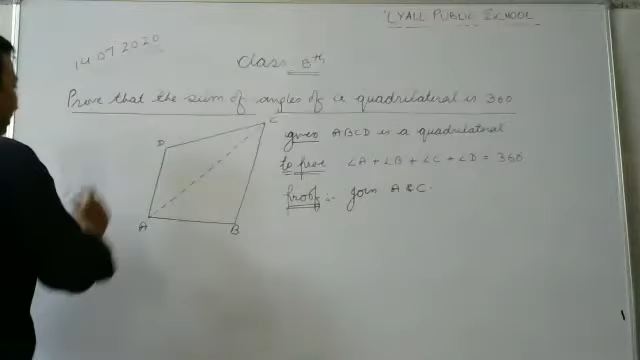 LYALL PUBLIC SCHOOL
14 07 2020
Class 8th
Prove that the sum of angles of a quadrilateral is 360
given ABCD is a quadrilateral
to prove ∠A + ∠B + ∠C + ∠D = 360
proof :- Join A & C.
D
C
A
B